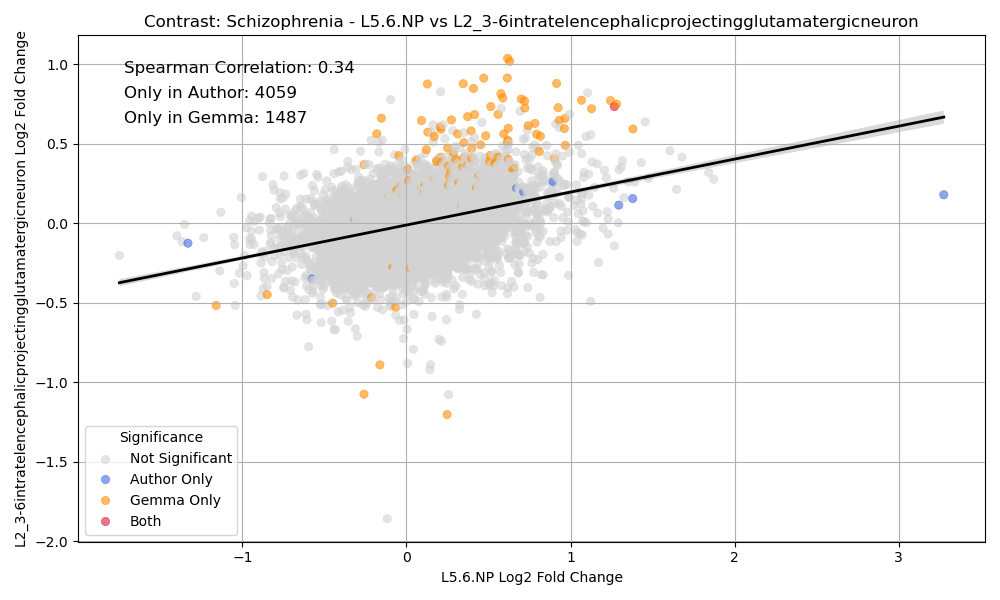 Contrast: Schizophrenia - L5.6.NP vs L2_3-6intratelencephalicprojectingglutamatergicneuron
Spearman Correlation: 0.34
Only in Author: 4059
Only in Gemma: 1487
L2_3-6intratelencephalicprojectingglutamatergicneuron Log2 Fold Change
1.0
0.5
0.0
−0.5
−1.0
−1.5
−2.0
Significance
Not Significant
Author Only
Gemma Only
Both
−1
0
1
2
3
L5.6.NP Log2 Fold Change